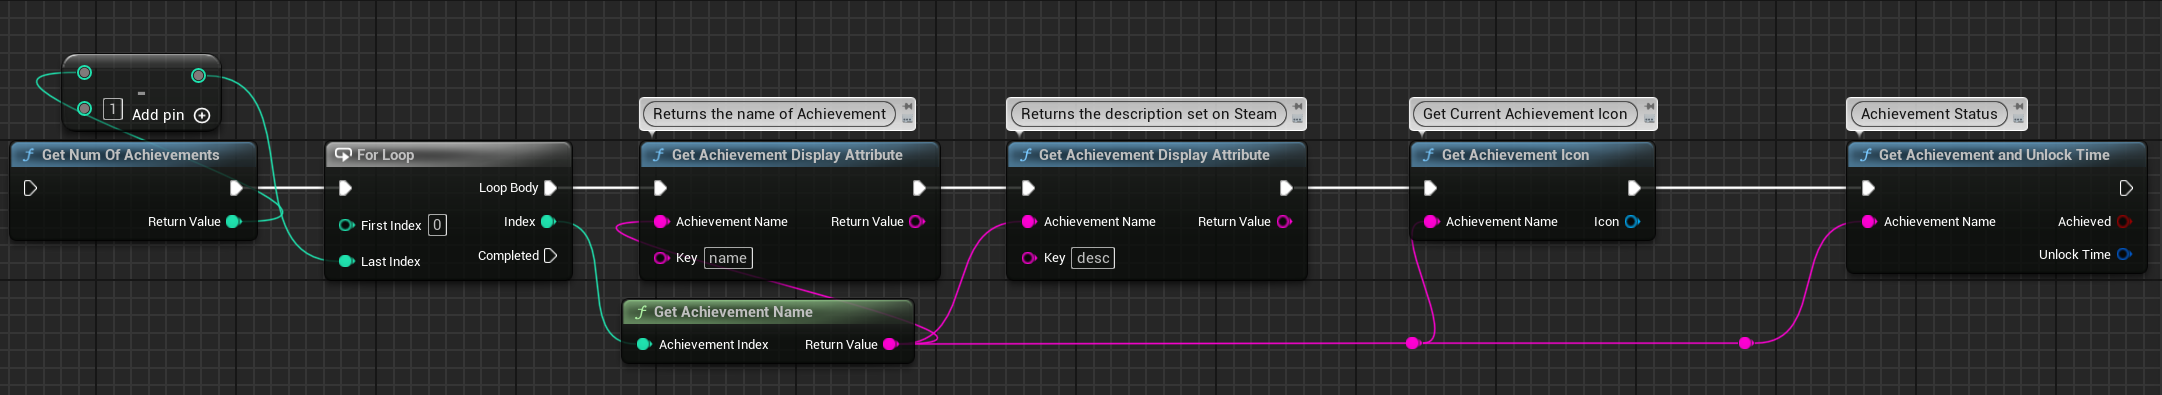 -
1 Add pin
Get Num Of Achievements
Return Value
For Loop
Loop Body
First Index 0
Index
Last Index
Completed
Returns the name of Achievement
Get Achievement Display Attribute
Achievement Name
Return Value
Key name
Get Achievement Name
Achievement Index
Return Value
Returns the description set on Steam
Get Achievement Display Attribute
Achievement Name
Return Value
Key desc
Get Current Achievement Icon
Get Achievement Icon
Achievement Name
Icon
Achievement Status
Get Achievement and Unlock Time
Achievement Name
Achieved
Unlock Time